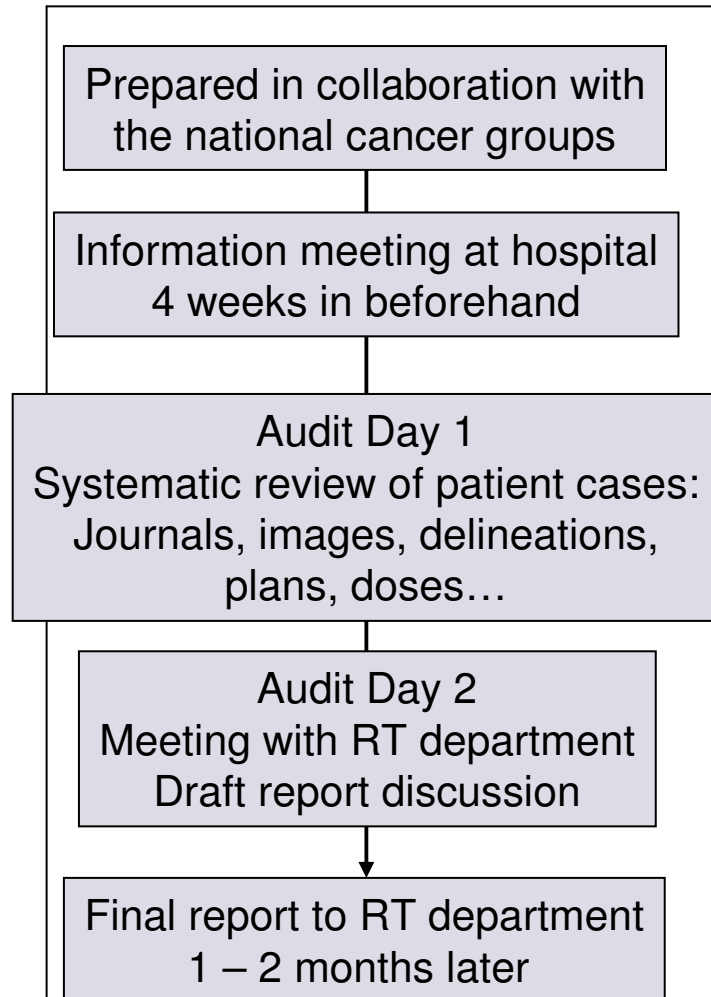 Prepared in collaboration with
the national cancer groups
Information meeting at hospital
4 weeks in beforehand
Audit Day 1
Systematic review of patient cases:
Journals, images, delineations,
plans, doses…
Audit Day 2
Meeting with RT department
Draft report discussion
Final report to RT department
1 – 2 months later